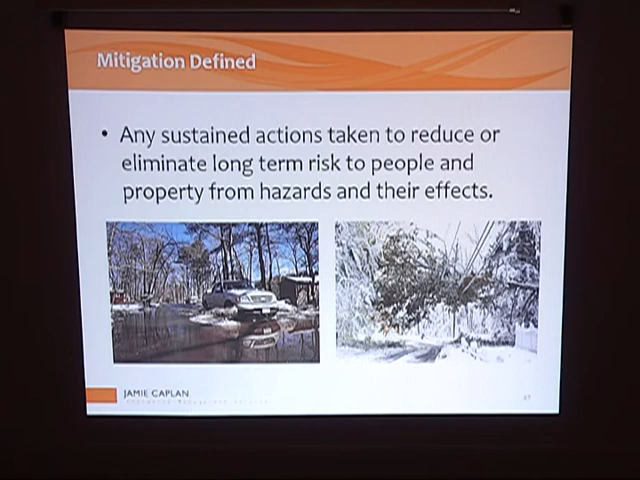 Mitigation Defined
• Any sustained actions taken to reduce or
eliminate long term risk to people and
property from hazards and their effects.
JAMIE CAPLAN